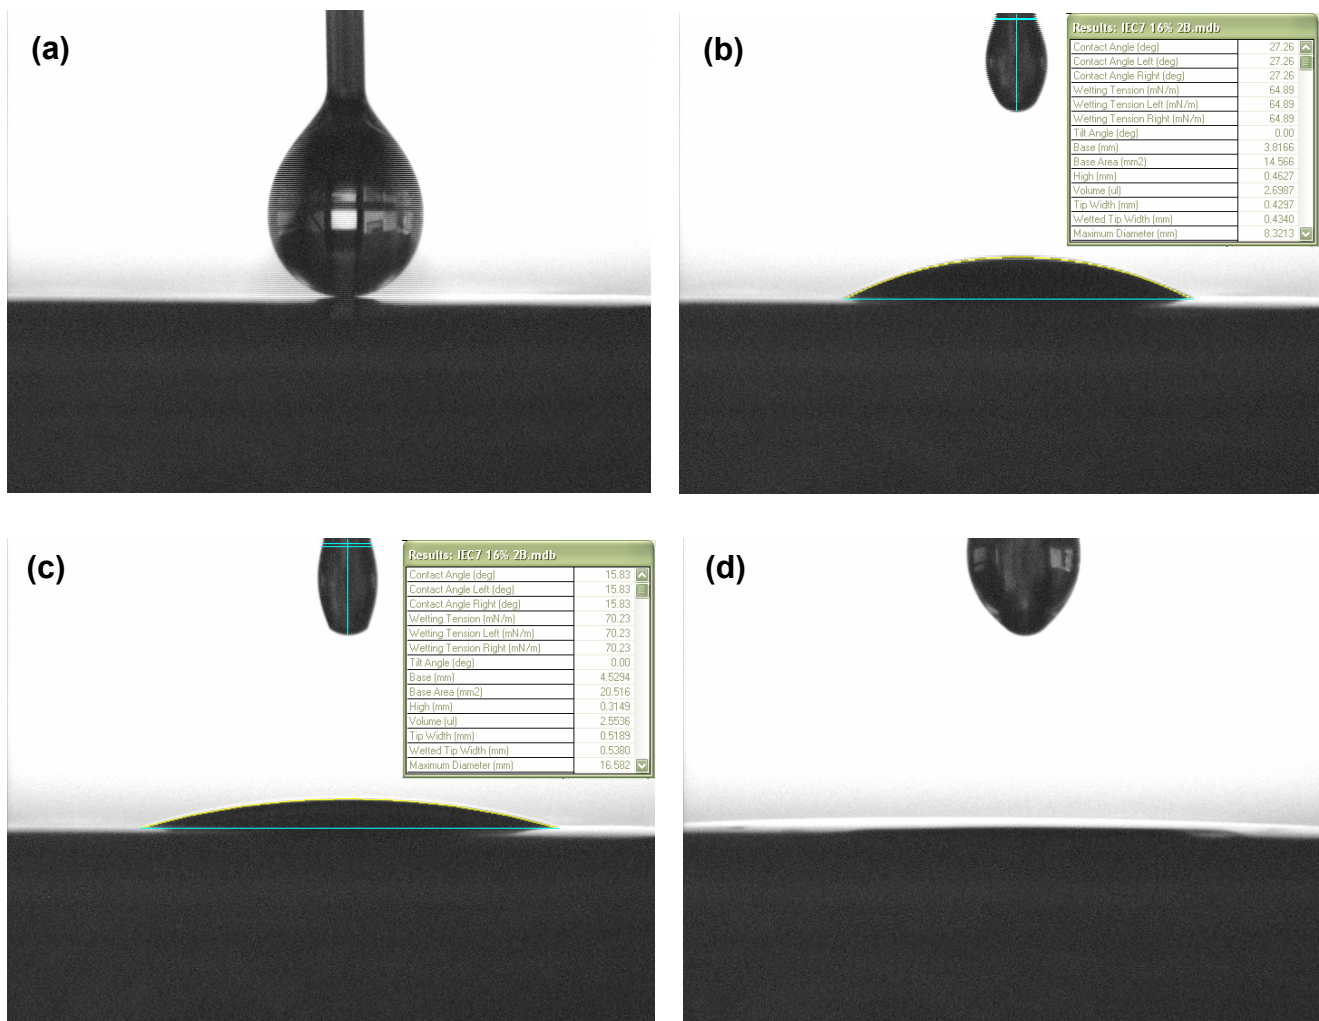 (a)
(b)
Results: IEC7 16% 2B.mdb
Contact Angle (deg) 27.26
Contact Angle Left (deg) 27.26
Contact Angle Right (deg) 27.26
Wetting Tension (mN/m) 64.89
Wetting Tension Left (mN/m) 64.89
Wetting Tension Right (mN/m) 64.89
Tilt Angle (deg) 0.00
Base (mm) 3.8166
Base Area (mm2) 14.566
High (mm) 0.4627
Volume (ul) 2.6987
Tip Width (mm) 0.4297
Wetted Tip Width (mm) 0.4340
Maximum Diameter (mm) 8.3213
(c)
Results: IEC7 16% 2B.mdb
Contact Angle (deg) 15.83
Contact Angle Left (deg) 15.83
Contact Angle Right (deg) 15.83
Wetting Tension (mN/m) 70.23
Wetting Tension Left (mN/m) 70.23
Wetting Tension Right (mN/m) 70.23
Tilt Angle (deg) 0.00
Base (mm) 4.5294
Base Area (mm2) 20.516
High (mm) 0.3149
Volume (ul) 2.5536
Tip Width (mm) 0.5189
Wetted Tip Width (mm) 0.5380
Maximum Diameter (mm) 16.582
(d)